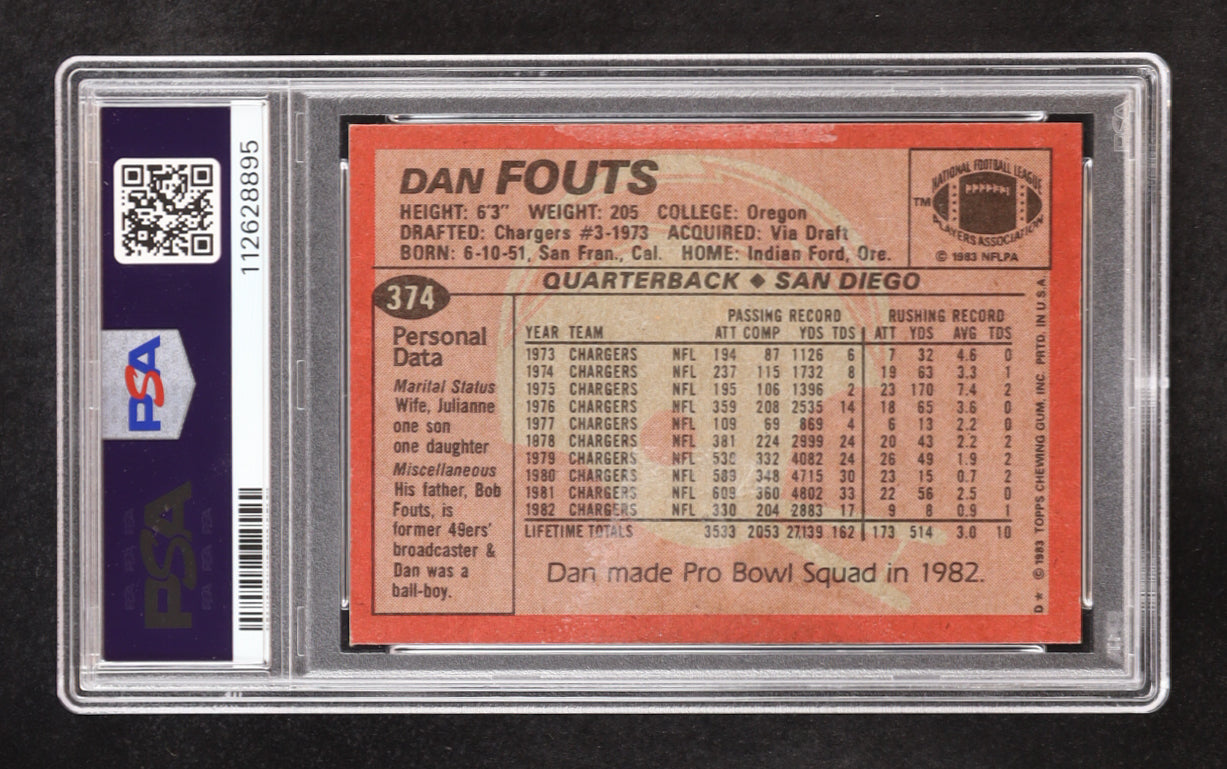 112628895
PSA
PSA
DAN FOUTS
HEIGHT: 6'3" WEIGHT: 205 COLLEGE: Oregon
DRAFTED: Chargers #3-1973 ACQUIRED: Via Draft
BORN: 6-10-51, San Fran., Cal. HOME: Indian Ford, Ore.
NATIONAL FOOTBALL LEAGUE
TM
PLAYERS ASSOCIATION
© 1983 NFLPA
374
QUARTERBACK ◆ SAN DIEGO
Personal
Data
Marital Status
Wife, Julianne
one son
one daughter
Miscellaneous
His father, Bob
Fouts, is
former 49ers'
broadcaster &
Dan was a
ball-boy.
PASSING RECORD RUSHING RECORD
YEAR TEAM ATT COMP YDS TDS ATT YDS AVG TDS
1973 CHARGERS NFL 194 87 1126 6 7 32 4.6 0
1974 CHARGERS NFL 237 115 1732 8 19 63 3.3 1
1975 CHARGERS NFL 195 106 1396 2 23 170 7.4 2
1976 CHARGERS NFL 359 208 2535 14 18 65 3.6 0
1977 CHARGERS NFL 109 69 869 4 6 13 2.2 0
1978 CHARGERS NFL 381 224 2999 24 20 43 2.2 2
1979 CHARGERS NFL 530 332 4082 24 26 49 1.9 2
1980 CHARGERS NFL 589 348 4715 30 23 15 0.7 2
1981 CHARGERS NFL 609 360 4802 33 22 56 2.5 0
1982 CHARGERS NFL 330 204 2883 17 9 8 0.9 1
LIFETIME TOTALS 3533 2053 27139 162 173 514 3.0 10
Dan made Pro Bowl Squad in 1982.
D* © 1983 TOPPS CHEWING GUM, INC. PRTD. IN U.S.A.
PSA